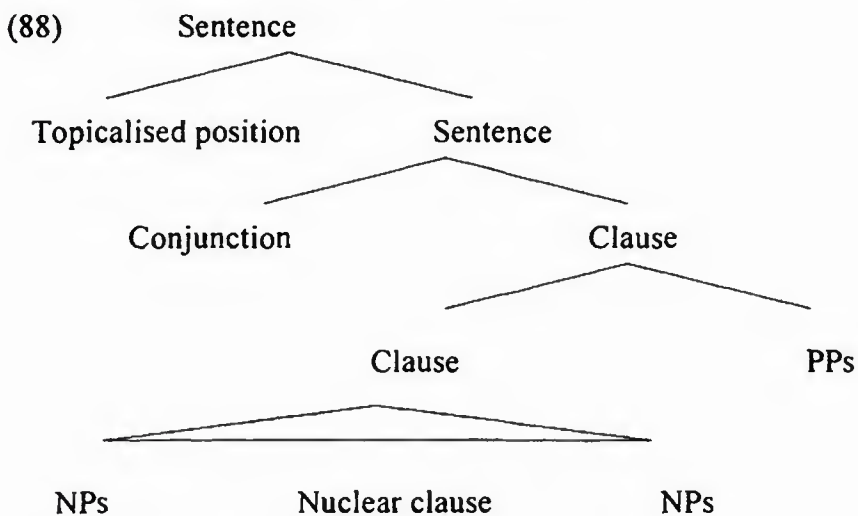 (88) Sentence
Topicalised position Sentence
Conjunction Clause
Clause PPs
NPs Nuclear clause NPs